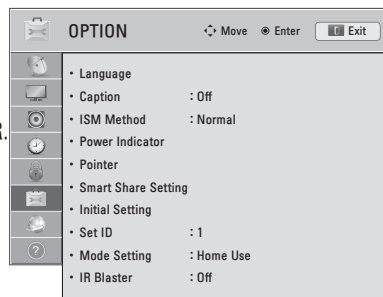 OPTION Move Enter Exit
• Language
• Caption : Off
R.
• ISM Method : Normal
• Power Indicator
• Pointer
• Smart Share Setting
• Initial Setting
• Set ID : 1
• Mode Setting : Home Use
• IR Blaster : Off
?